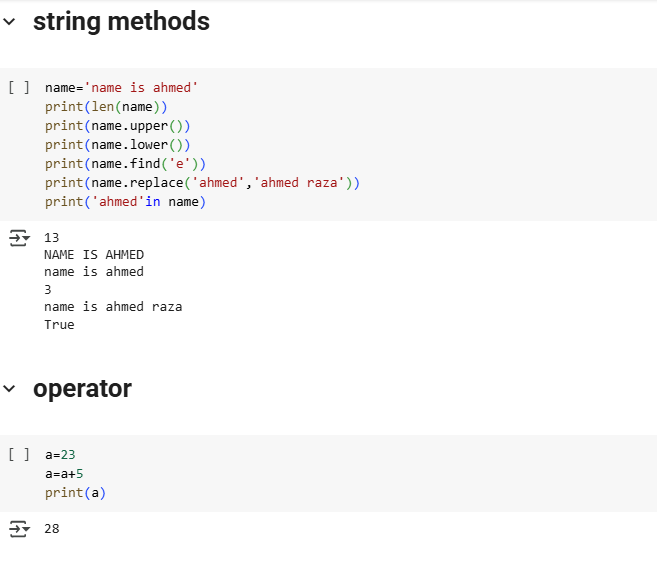 string methods
[ ] name='name is ahmed'
print(len(name))
print(name.upper())
print(name.lower())
print(name.find('e'))
print(name.replace('ahmed','ahmed raza'))
print('ahmed'in name)
13
NAME IS AHMED
name is ahmed
3
name is ahmed raza
True
operator
[ ] a=23
a=a+5
print(a)
28